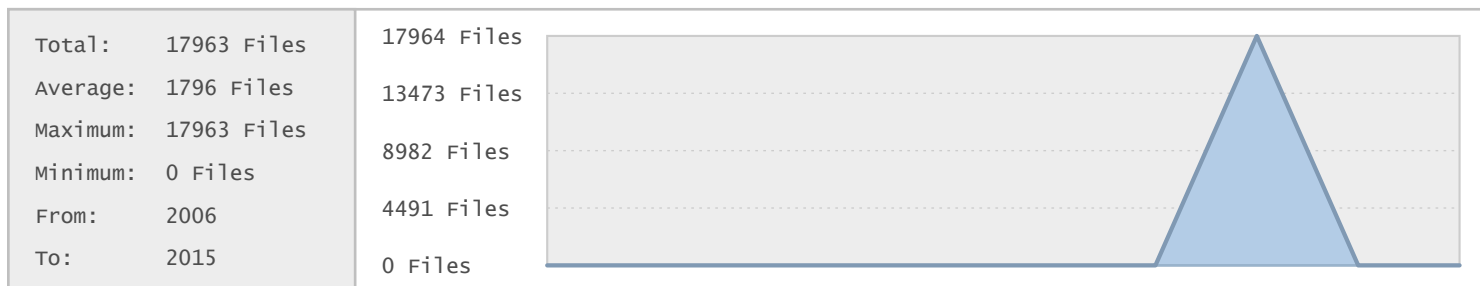 Total: 17963 Files
Average: 1796 Files
Maximum: 17963 Files
Minimum: 0 Files
From: 2006
To: 2015
17964 Files
13473 Files
8982 Files
4491 Files
0 Files